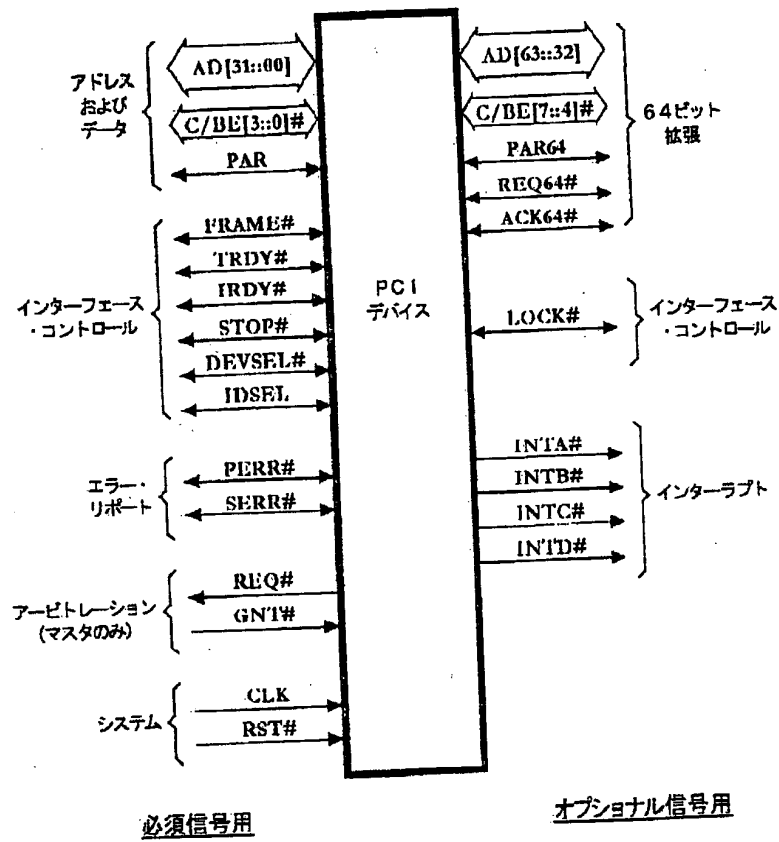 アドレス
および
データ
AD[31::00]
C/BE[3::0]#
PAR
インターフェース
・コントロール
FRAME#
TRDY#
IRDY#
STOP#
DEVSEL#
IDSEL
エラー・
リポート
PERR#
SERR#
アービトレーション
(マスタのみ)
REQ#
GNT#
システム
CLK
RST#
必須信号用
PCI
デバイス
AD[63::32]
C/BE[7::4]#
PAR64
REQ64#
ACK64#
64ビット
拡張
LOCK#
インターフェース
・コントロール
INTA#
INTB#
INTC#
INTD#
インターラプト
オプショナル信号用